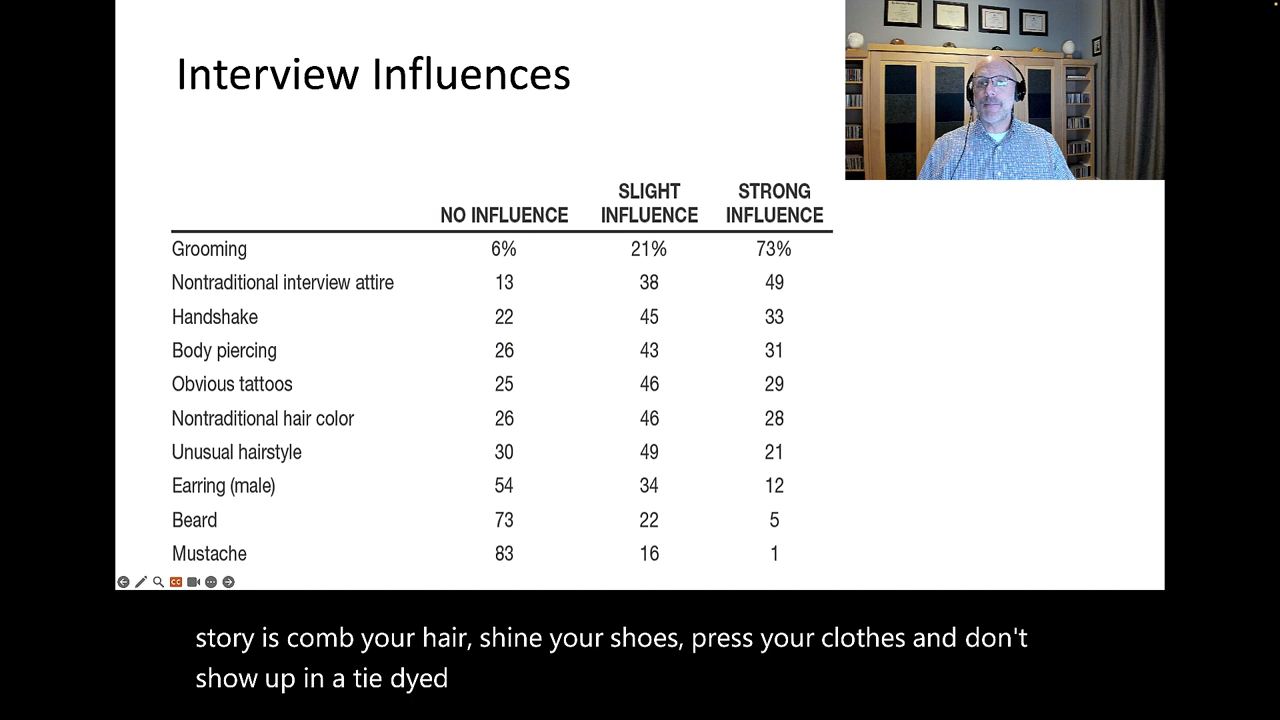 Interview Influences
NO INFLUENCE SLIGHT INFLUENCE STRONG INFLUENCE
Grooming 6% 21% 73%
Nontraditional interview attire 13 38 49
Handshake 22 45 33
Body piercing 26 43 31
Obvious tattoos 25 46 29
Nontraditional hair color 26 46 28
Unusual hairstyle 30 49 21
Earring (male) 54 34 12
Beard 73 22 5
Mustache 83 16 1
CC
story is comb your hair, shine your shoes, press your clothes and don't
show up in a tie dyed